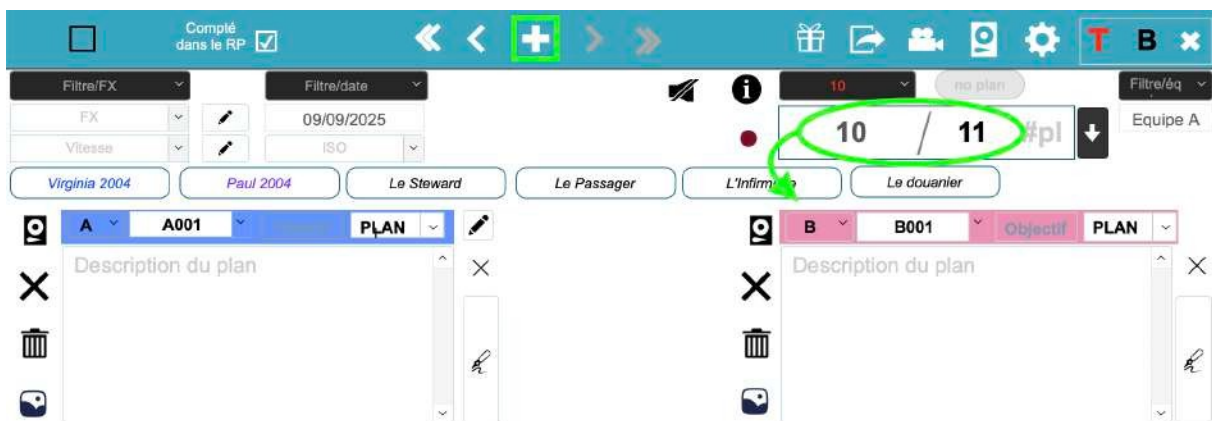 Compté
dans le RP
T B
Filtre/FX Filtre/date 10 no plan Filtre/éq
FX 09/09/2025 10 / 11 #pl Equipe A
Vitesse ISO
Virginia 2004 Paul 2004 Le Steward Le Passager Le douanier
A A001 PLAN B B001 Objectif PLAN
Description du plan Description du plan